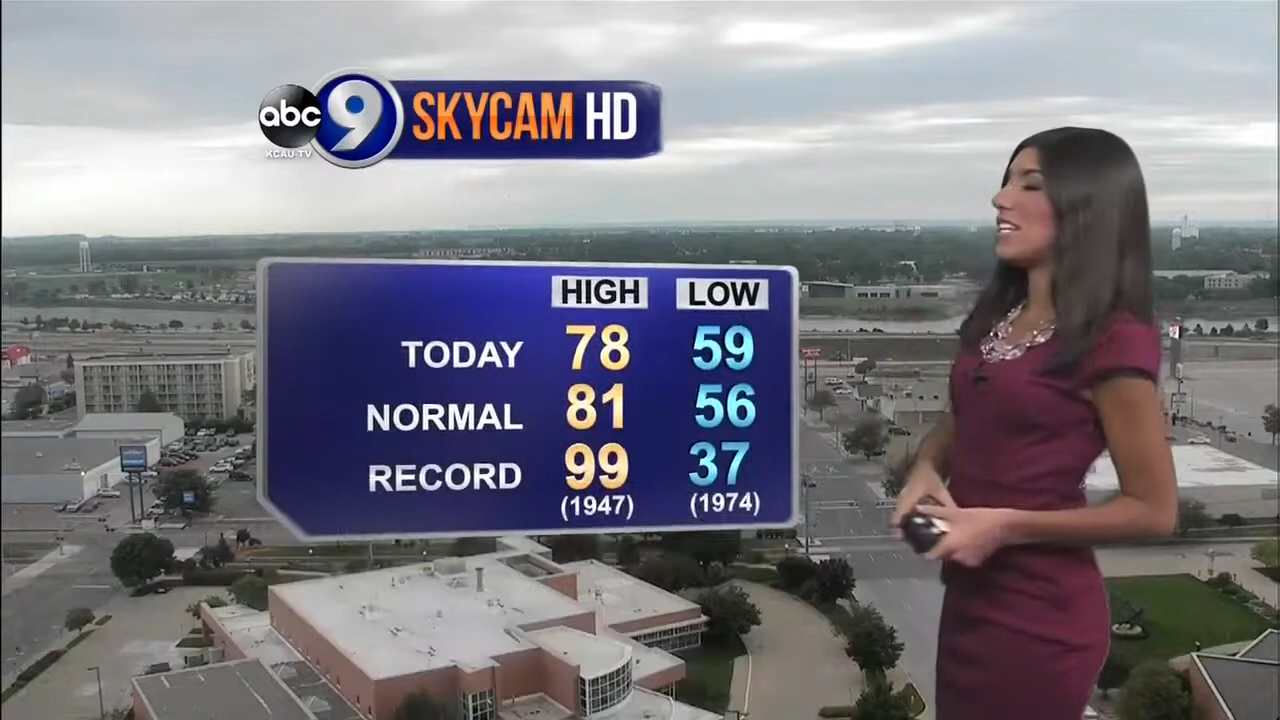 abc 9 SKYCAM HD
KCAU-TV
HIGH LOW
TODAY 78 59
NORMAL 81 56
RECORD 99 37
(1947) (1974)